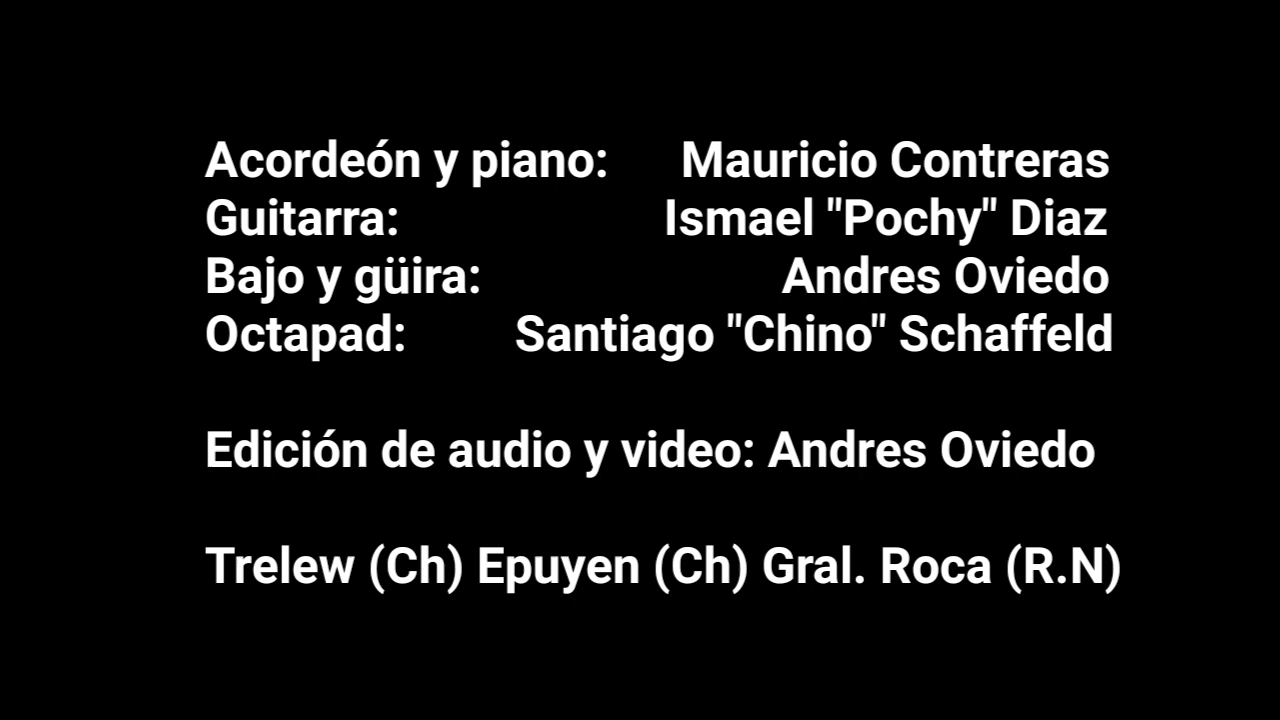 Acordeón y piano: Mauricio Contreras
Guitarra: Ismael "Pochy" Diaz
Bajo y güira: Andres Oviedo
Octapad: Santiago "Chino" Schaffeld
Edición de audio y video: Andres Oviedo
Trelew (Ch) Epuyen (Ch) Gral. Roca (R.N)